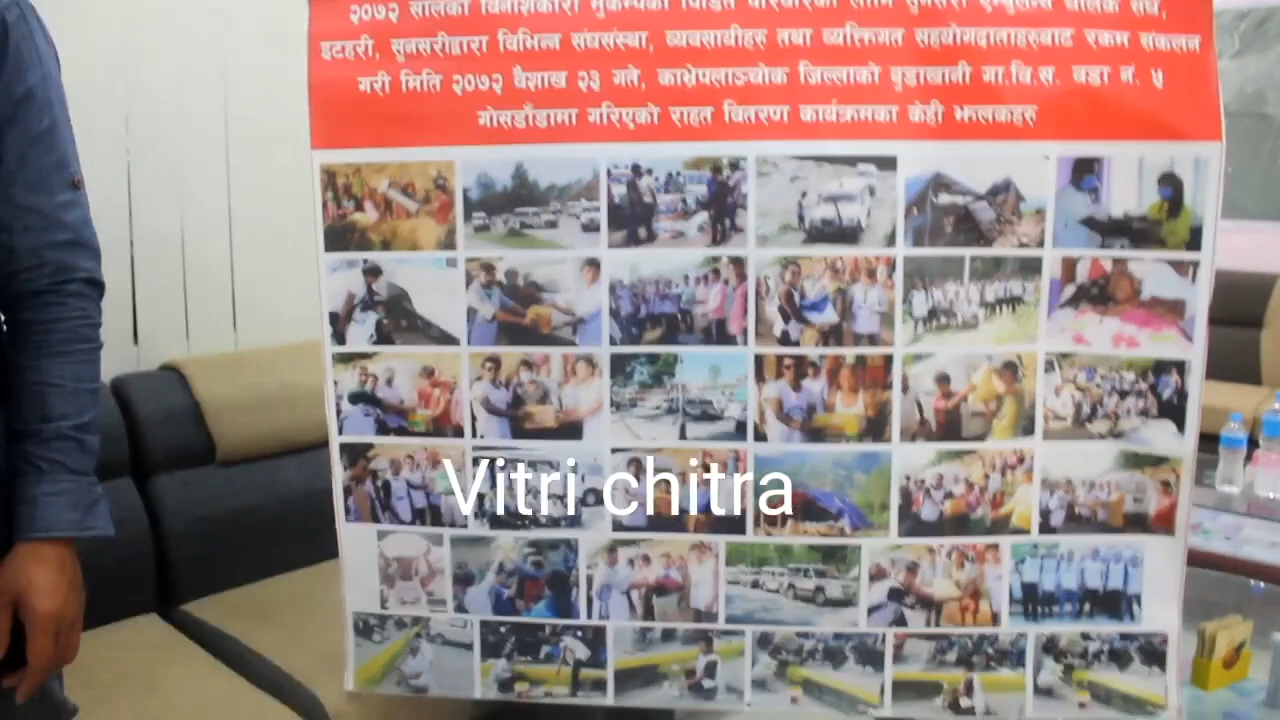 २०७२ सालको विनाशकारी भुकम्पका पिडित परिवारका लागि सुनसरी एम्बुलेन्स चालक संघ,
इटहरी, सुनसरीद्वारा विभिन्न संघसंस्था, व्यवसायीहरु तथा व्यक्तिगत सहयोगदाताहरुबाट रकम संकलन
गरी मिति २०७२ वैशाख २३ गते, काभ्रेपलाञ्चोक जिल्लाको बुडाखानी गा.वि.स. वडा नं. ५
गोसडाँडामा गरिएको राहत वितरण कार्यक्रमका केही झलकहरु
Vitri chitra